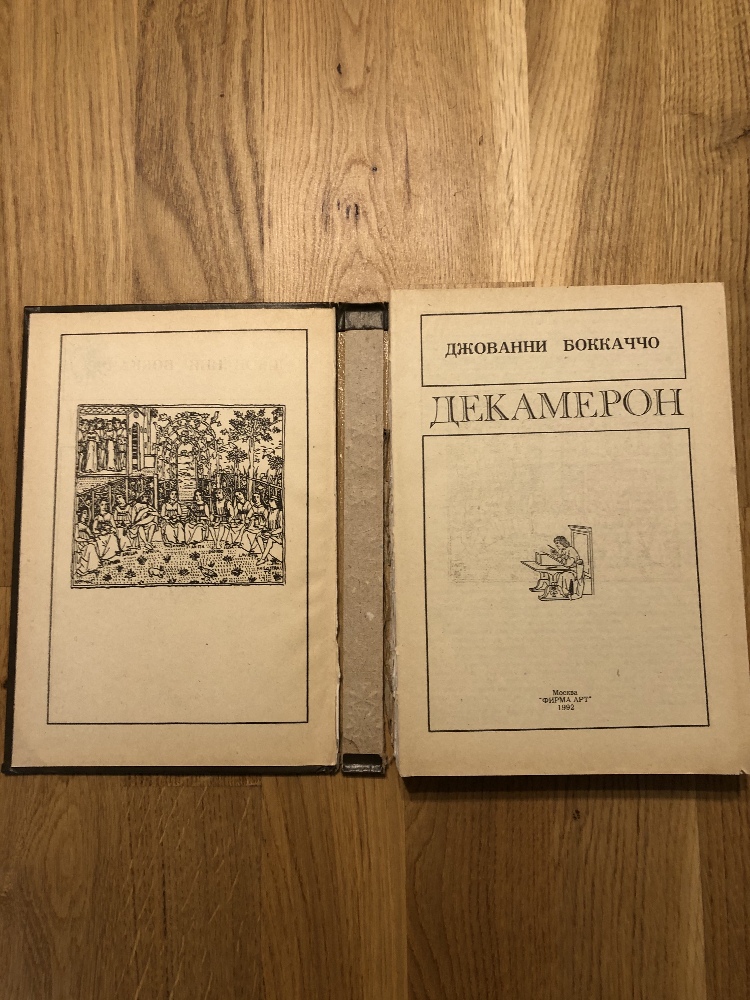 ДЖОВАННИ БОККАЧЧО
ДЕКАМЕРОН
Москва
"ФИРМА АРТ"
1992